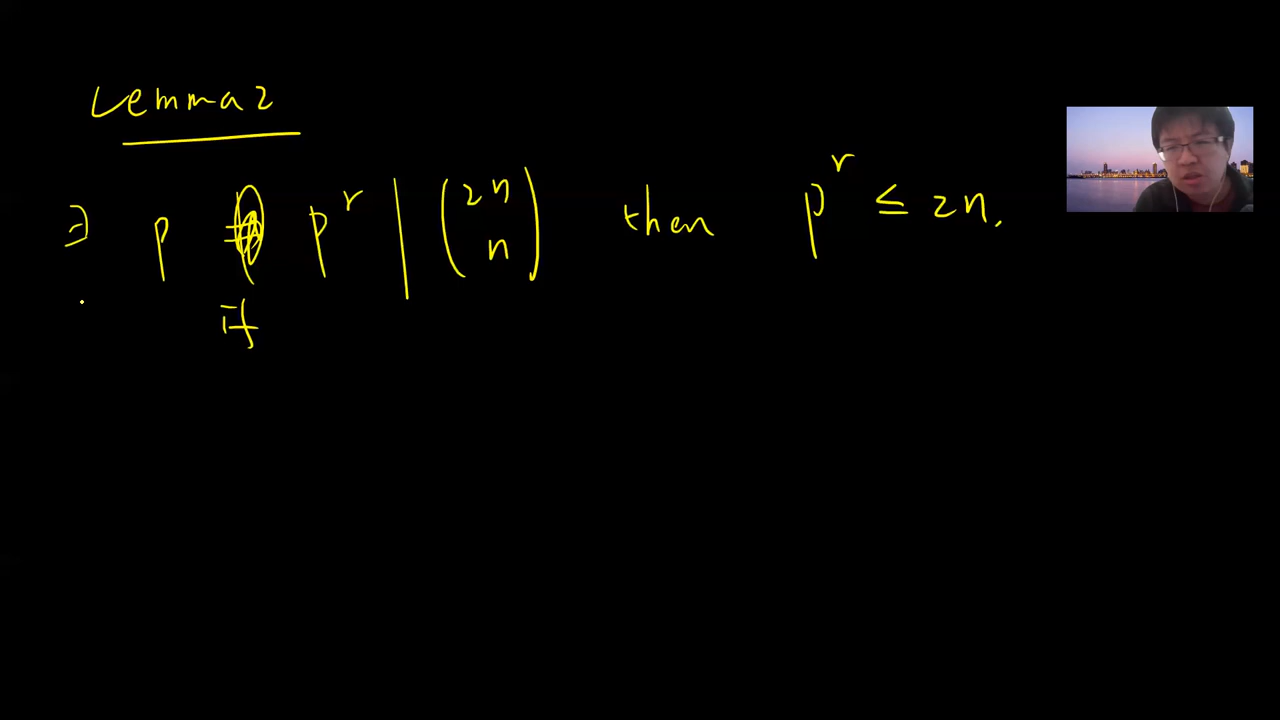 Lemma 2
∃ p p^r | (2n n) then p^r ≤ 2n.
if